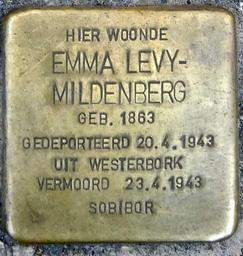 HIER WOONDE
EMMA LEVY-
MILDENBERG
GEB. 1863
GEDEPORTEERD 20.4.1943
UIT WESTERBORK
VERMOORD 23.4.1943
SOBIBOR